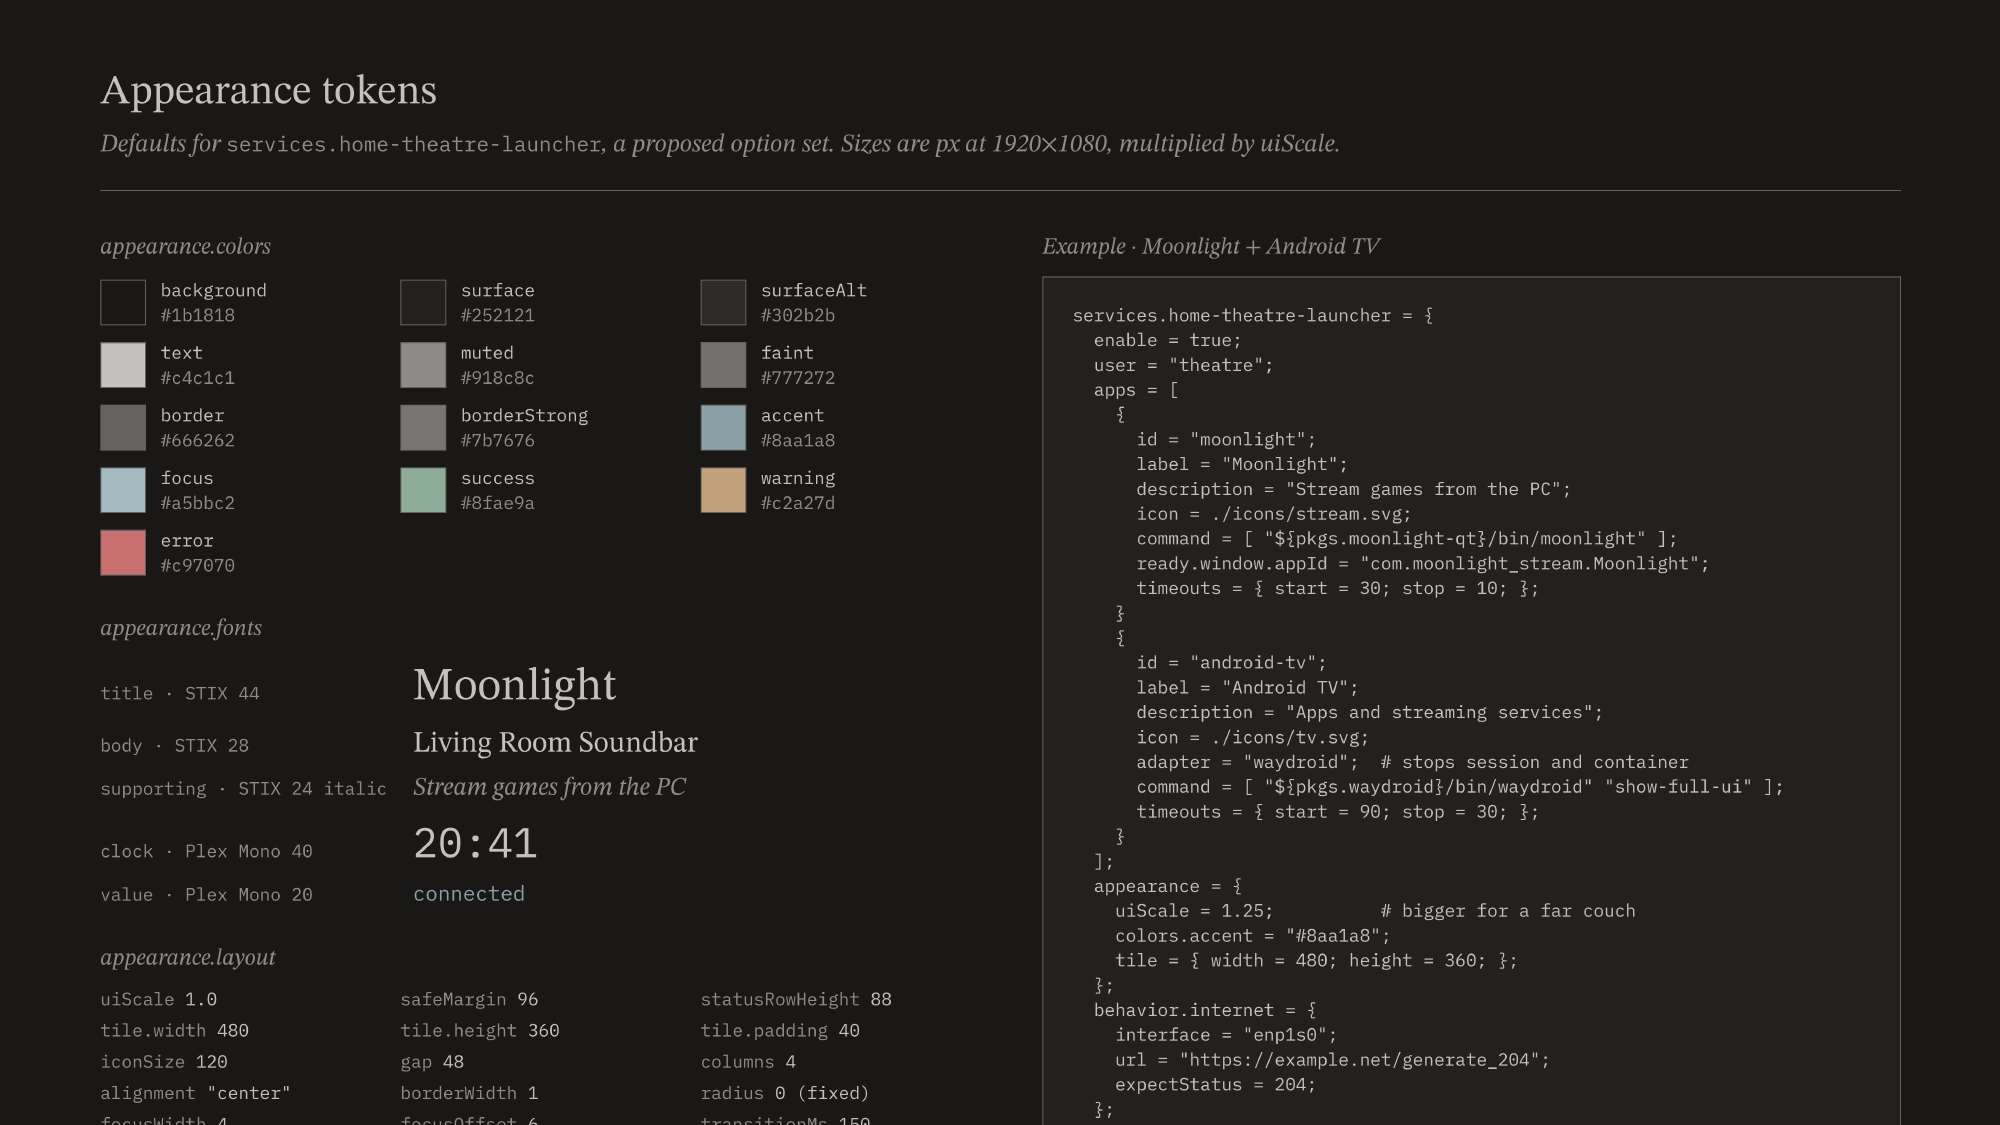 Appearance tokens
Defaults for services.home-theatre-launcher, a proposed option set. Sizes are px at 1920×1080, multiplied by uiScale.
appearance.colors
background
#1b1818
surface
#252121
surfaceAlt
#302b2b
text
#c4c1c1
muted
#918c8c
faint
#777272
border
#666262
borderStrong
#7b7676
accent
#8aa1a8
focus
#a5bbc2
success
#8fae9a
warning
#c2a27d
error
#c97070
appearance.fonts
title · STIX 44 Moonlight
body · STIX 28 Living Room Soundbar
supporting · STIX 24 italic Stream games from the PC
clock · Plex Mono 40 20:41
value · Plex Mono 20 connected
appearance.layout
uiScale 1.0 safeMargin 96 statusRowHeight 88
tile.width 480 tile.height 360 tile.padding 40
iconSize 120 gap 48 columns 4
alignment "center" borderWidth 1 radius 0 (fixed)
focusWidth 4 focusOffset 6 transitionMs 150
Example · Moonlight + Android TV
services.home-theatre-launcher = {
  enable = true;
  user = "theatre";
  apps = [
    {
      id = "moonlight";
      label = "Moonlight";
      description = "Stream games from the PC";
      icon = ./icons/stream.svg;
      command = [ "${pkgs.moonlight-qt}/bin/moonlight" ];
      ready.window.appId = "com.moonlight_stream.Moonlight";
      timeouts = { start = 30; stop = 10; };
    }
    {
      id = "android-tv";
      label = "Android TV";
      description = "Apps and streaming services";
      icon = ./icons/tv.svg;
      adapter = "waydroid";  # stops session and container
      command = [ "${pkgs.waydroid}/bin/waydroid" "show-full-ui" ];
      timeouts = { start = 90; stop = 30; };
    }
  ];
  appearance = {
    uiScale = 1.25;          # bigger for a far couch
    colors.accent = "#8aa1a8";
    tile = { width = 480; height = 360; };
  };
  behavior.internet = {
    interface = "enp1s0";
    url = "https://example.net/generate_204";
    expectStatus = 204;
  };